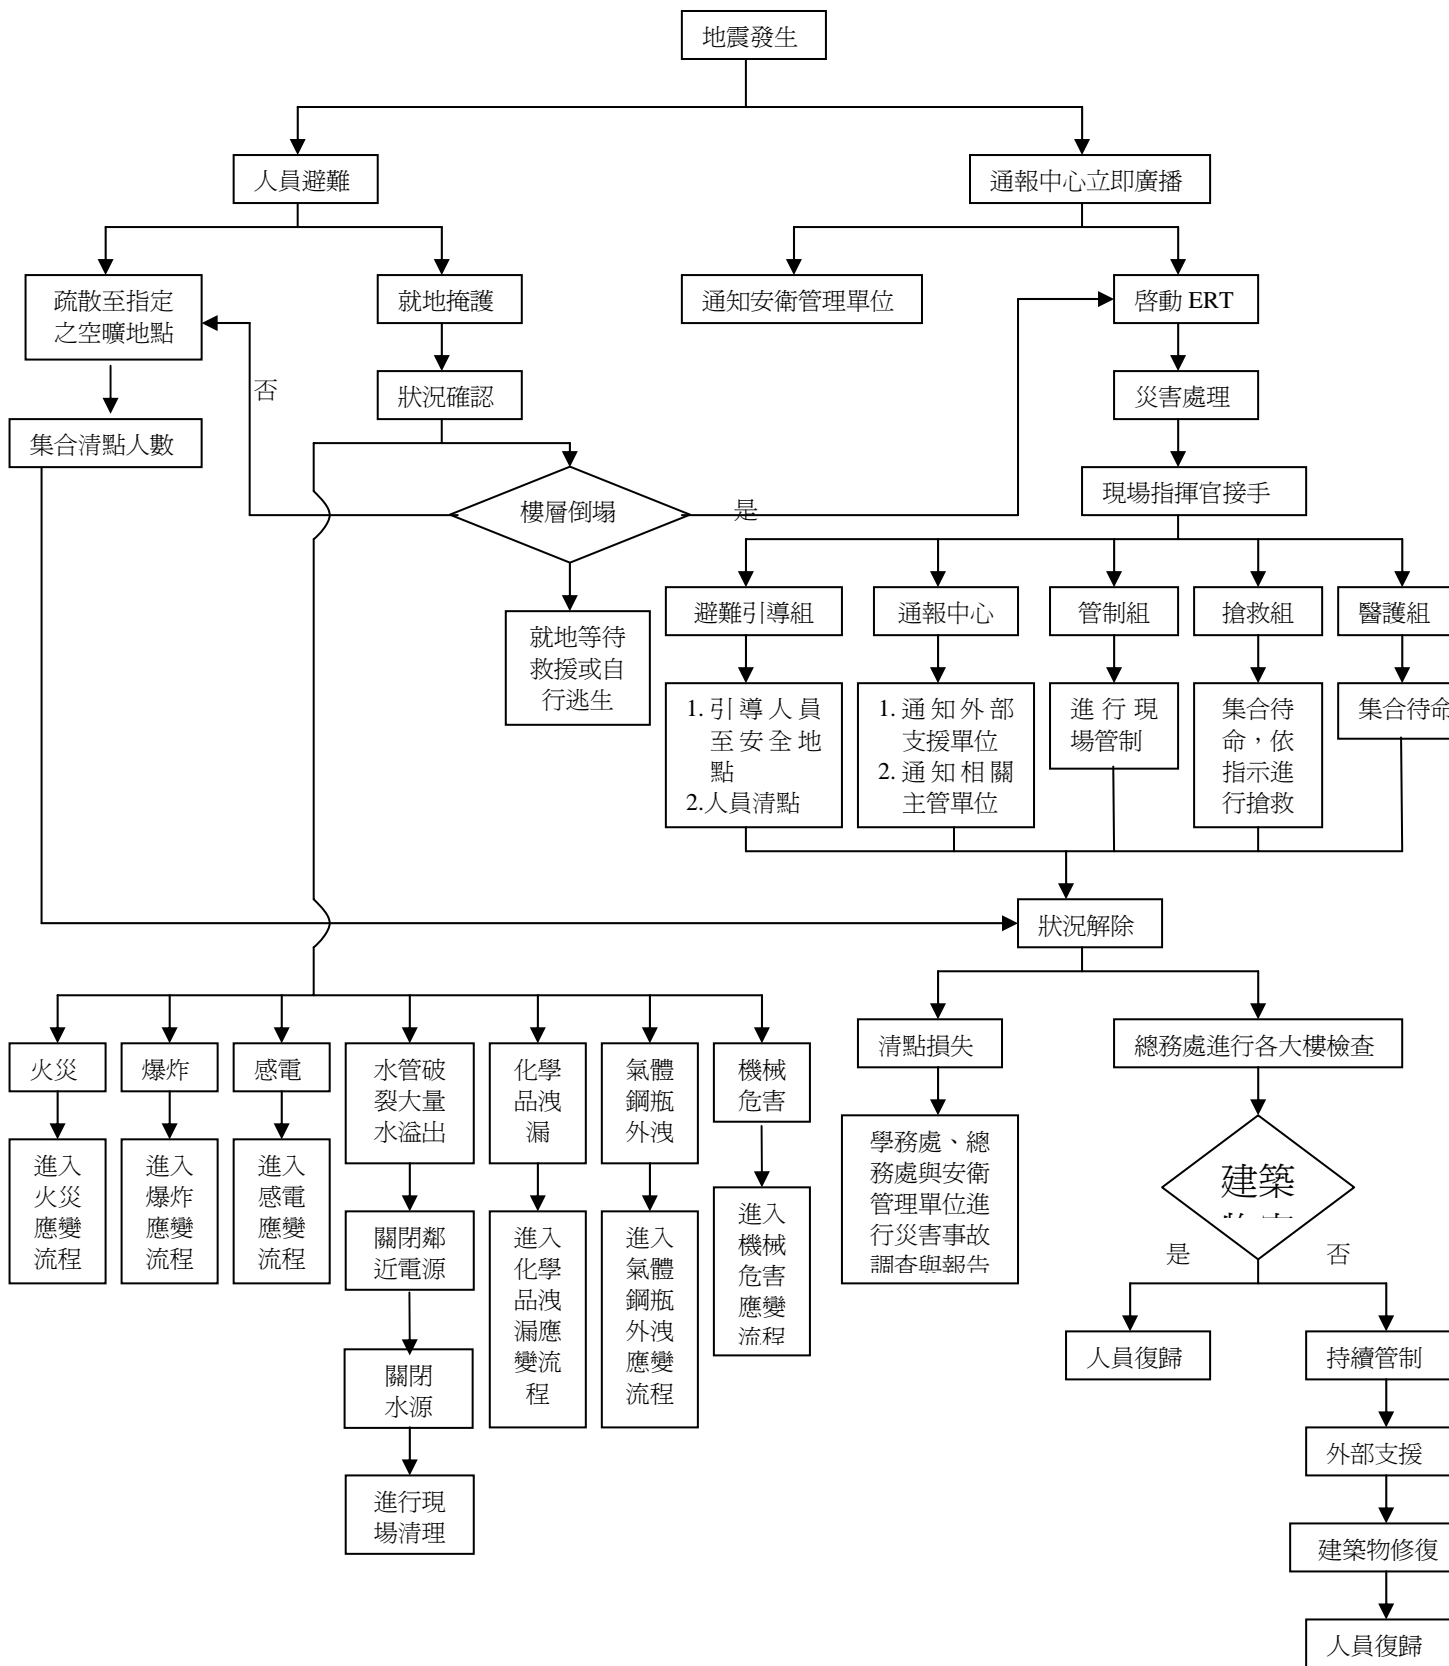 地震發生
人員避難
通報中心立即廣播
疏散至指定
之空曠地點
就地掩護
通知安衛管理單位
啓動 ERT
否
狀況確認
災害處理
集合清點人數
樓層倒塌
是
現場指揮官接手
就地等待
救援或自
行逃生
避難引導組
通報中心
管制組
搶救組
醫護組
1. 引導人員
至安全地
點
2.人員清點
1. 通知外部
支援單位
2. 通知相關
主管單位
進行現
場管制
集合待
命，依
指示進
行搶救
集合待命
狀況解除
火災
爆炸
感電
水管破
裂大量
水溢出
化學
品洩
漏
氣體
鋼瓶
外洩
機械
危害
清點損失
總務處進行各大樓檢查
進入
火災
應變
流程
進入
爆炸
應變
流程
進入
感電
應變
流程
關閉鄰
近電源
進入
化學
品洩
漏應
變流
程
進入
氣體
鋼瓶
外洩
應變
流程
進入
機械
危害
應變
流程
學務處、總
務處與安衛
管理單位進
行災害事故
調查與報告
建築
是
否
關閉
水源
人員復歸
持續管制
外部支援
進行現
場清理
建築物修復
人員復歸